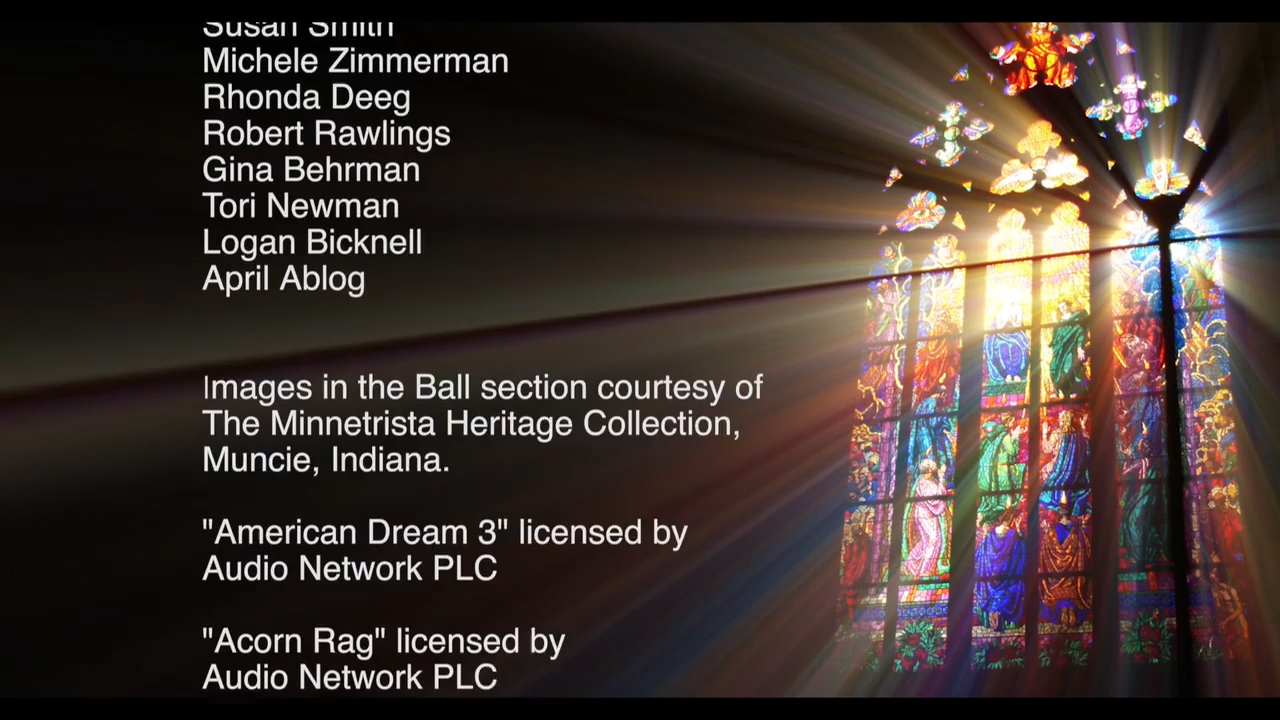 Susan Smith
Michele Zimmerman
Rhonda Deeg
Robert Rawlings
Gina Behrman
Tori Newman
Logan Bicknell
April Ablog
Images in the Ball section courtesy of
The Minnetrista Heritage Collection,
Muncie, Indiana.
"American Dream 3" licensed by
Audio Network PLC
"Acorn Rag" licensed by
Audio Network PLC